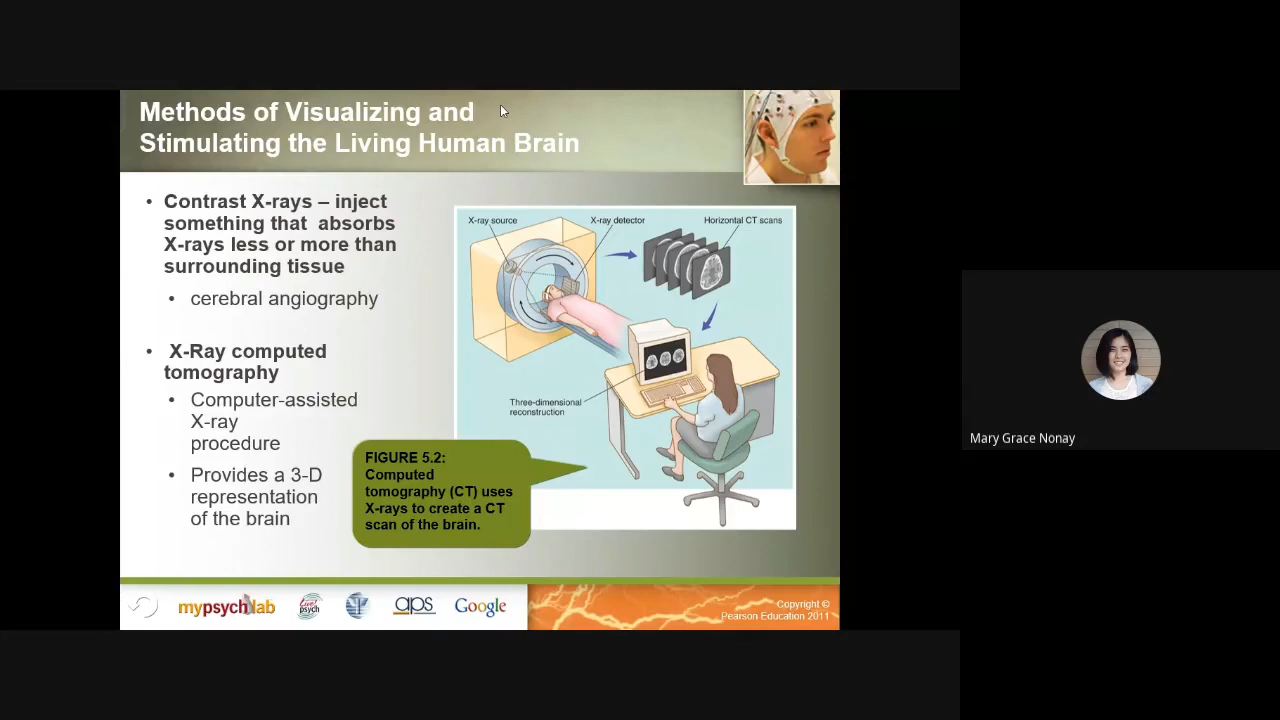 Methods of Visualizing and
Stimulating the Living Human Brain
• Contrast X-rays – inject
something that absorbs
X-rays less or more than
surrounding tissue
• cerebral angiography
• X-Ray computed
tomography
• Computer-assisted
X-ray
procedure
• Provides a 3-D
representation
of the brain
X-ray source
X-ray detector
Horizontal CT scans
Three-dimensional
reconstruction
FIGURE 5.2:
Computed
tomography (CT) uses
X-rays to create a CT
scan of the brain.
mypsychlab
Live!
psych
aps
Google
Copyright ©
Pearson Education 2011
Mary Grace Nonay